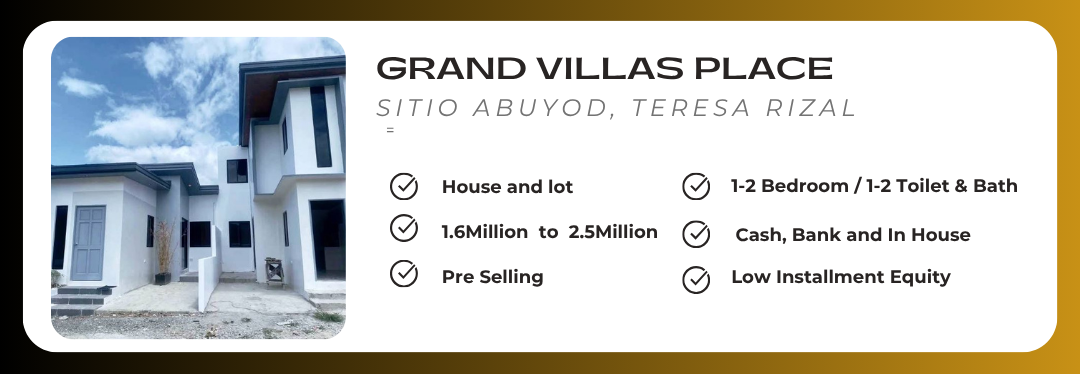 GRAND VILLAS PLACE
SITIO ABUYOD, TERESA RIZAL
=
House and lot
1.6Million to 2.5Million
Pre Selling
1-2 Bedroom / 1-2 Toilet & Bath
Cash, Bank and In House
Low Installment Equity